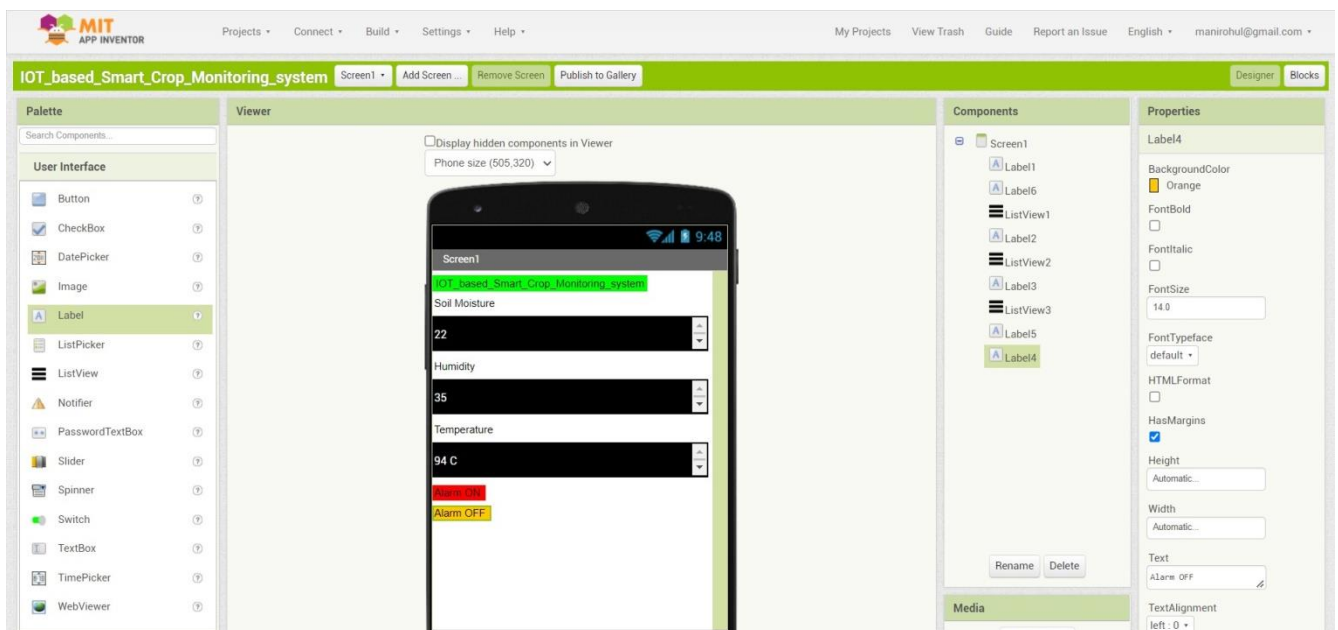 MIT
APP INVENTOR
Projects Connect Build Settings Help My Projects View Trash Guide Report an Issue English manirohul@gmail.com
IOT_based_Smart_Crop_Monitoring_system Screen1 Add Screen ... Remove Screen Publish to Gallery Designer Blocks
Palette
Search Components...
User Interface
Button
CheckBox
DatePicker
Image
Label
ListPicker
ListView
Notifier
PasswordTextBox
Slider
Spinner
Switch
TextBox
TimePicker
WebViewer
Viewer
Display hidden components in Viewer
Phone size (505,320)
9:48
Screen1
IOT_based_Smart_Crop_Monitoring_system
Soil Moisture
22
Humidity
35
Temperature
94 C
Alarm ON
Alarm OFF
Components
Screen1
Label1
Label6
ListView1
Label2
ListView2
Label3
ListView3
Label5
Label4
Rename Delete
Media
Properties
Label4
BackgroundColor
Orange
FontBold
FontItalic
FontSize
14.0
FontTypeface
default
HTMLFormat
HasMargins
Height
Automatic...
Width
Automatic...
Text
Alarm OFF
TextAlignment
left : 0